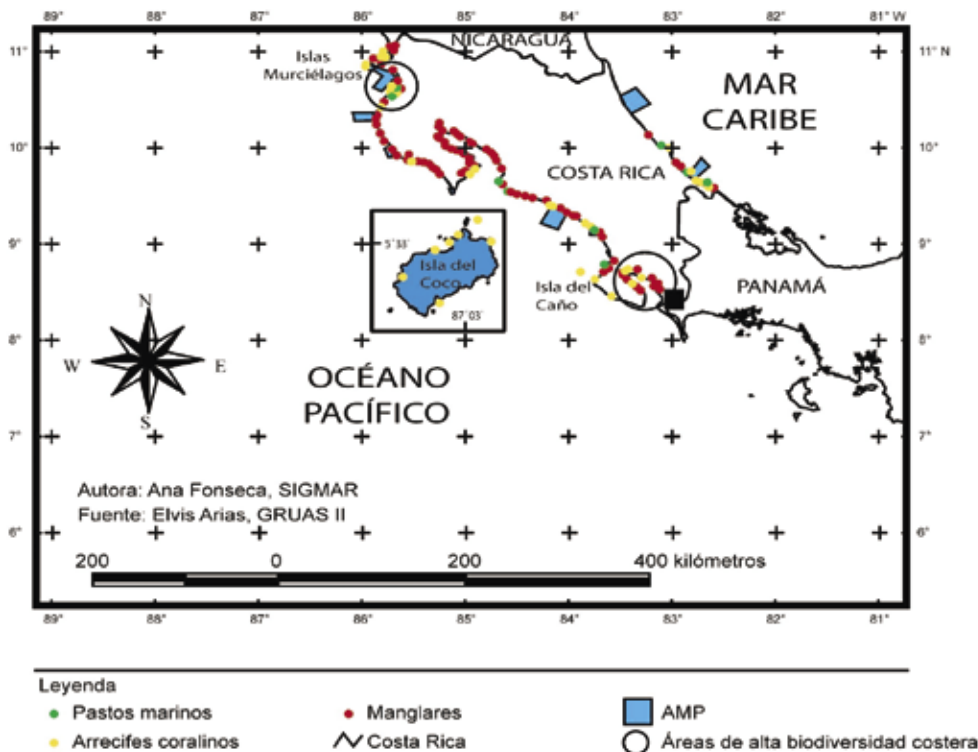 89° 88° 87° 86° 85° 84° 83° 82° 81° W
11° 11° N
NICARAGUA
Islas
Murciélagos
MAR
CARIBE
10° 10°
COSTA RICA
9° 9°
5˚33'
Isla del
Coco
87˚03'
Isla del
Caño
PANAMÁ
8° 8°
N
W E
S
OCÉANO
PACÍFICO
7° 7°
Autora: Ana Fonseca, SIGMAR
Fuente: Elvis Arias, GRUAS II
6° 6°
200 0 200 400 kilómetros
89° 88° 87° 86° 85° 84° 83° 82° 81°
Leyenda
Pastos marinos
Manglares
AMP
Arrecifes coralinos
Costa Rica
Áreas de alta biodiversidad costera